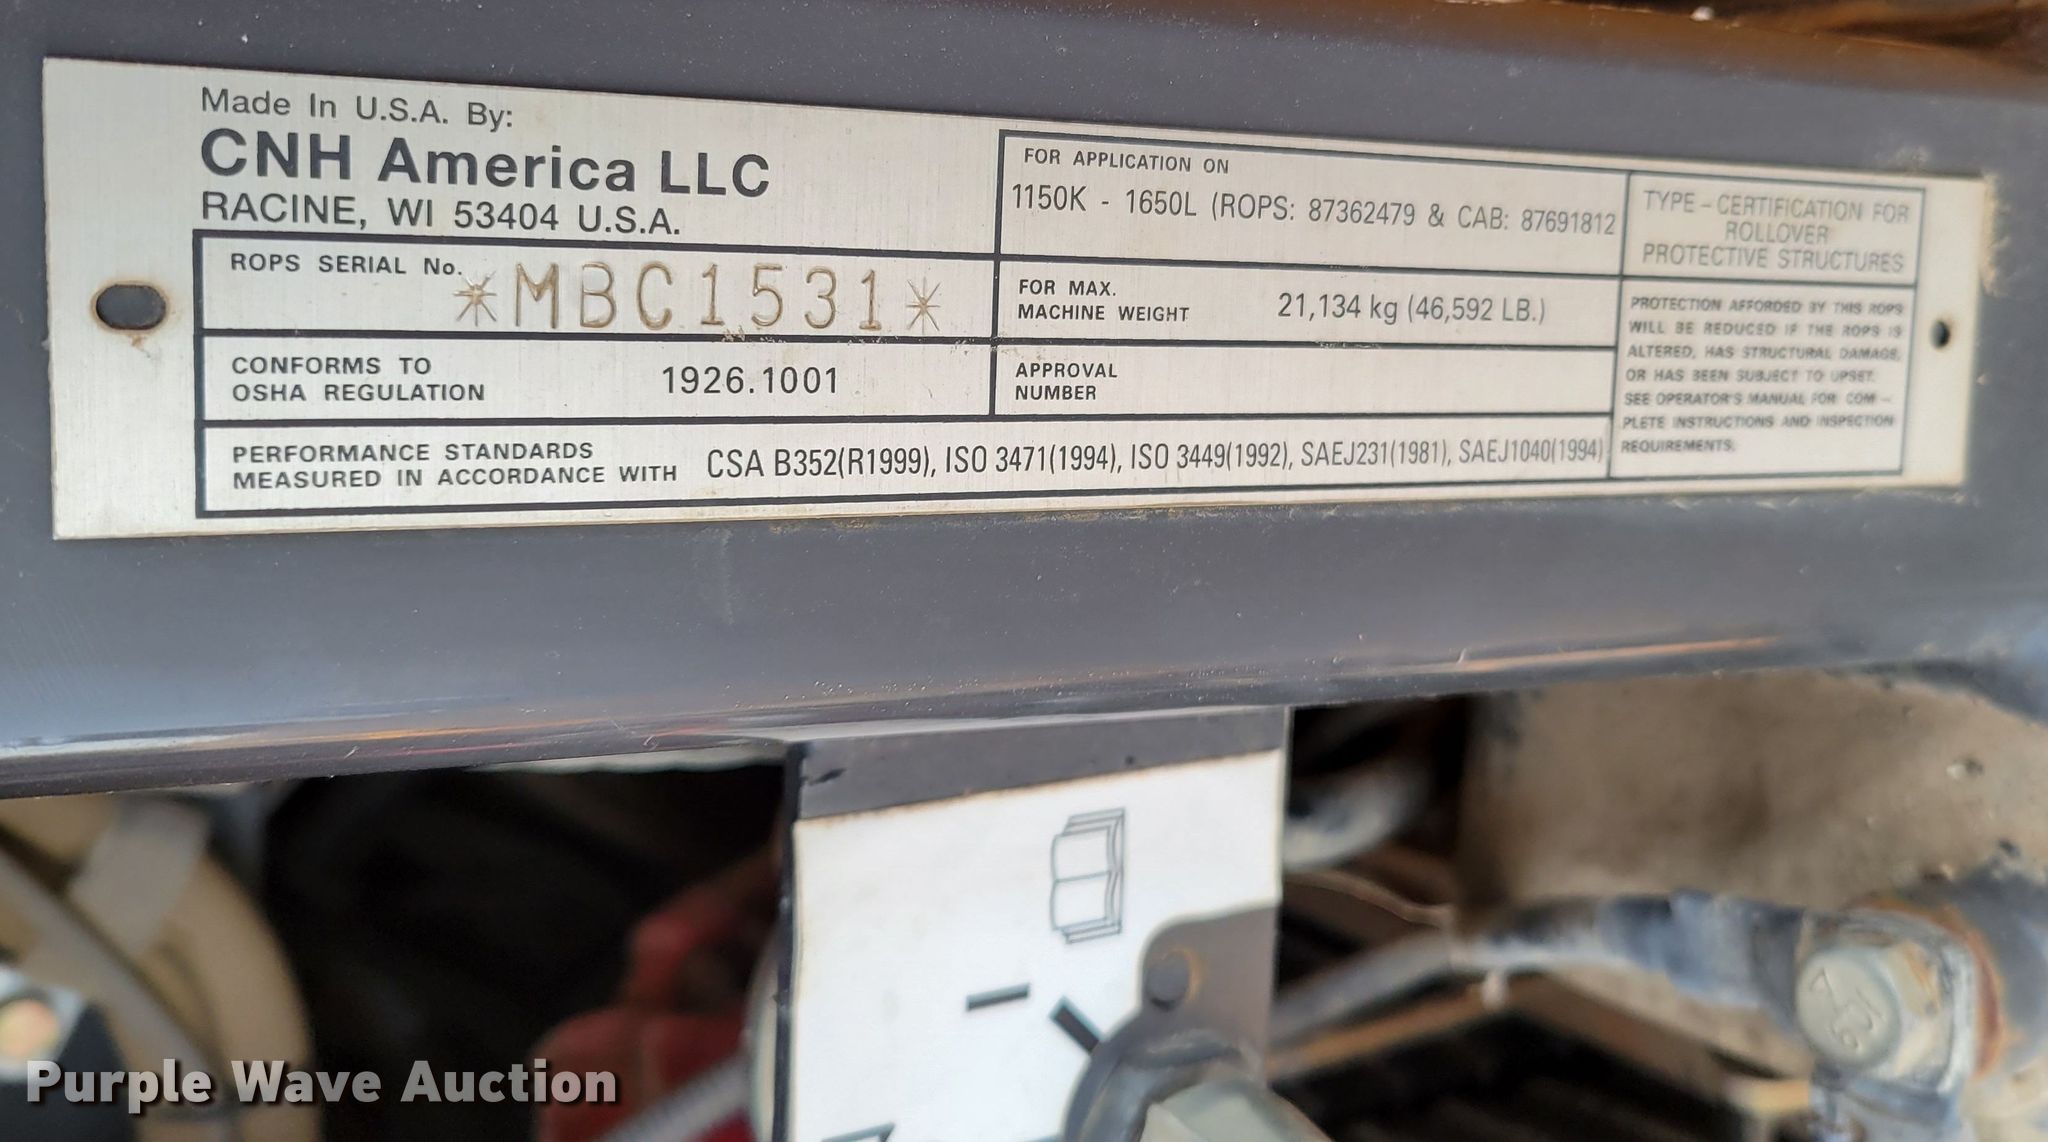 Made In U.S.A. By:
CNH America LLC
RACINE, WI 53404 U.S.A.
ROPS SERIAL No. *MBC1531*
CONFORMS TO
OSHA REGULATION 1926.1001
PERFORMANCE STANDARDS
MEASURED IN ACCORDANCE WITH CSA B352(R1999), ISO 3471(1994), ISO 3449(1992), SAEJ231(1981), SAEJ1040(1994)
FOR APPLICATION ON
1150K - 1650L (ROPS: 87362479 & CAB: 87691812
FOR MAX.
MACHINE WEIGHT 21,134 kg (46,592 LB.)
APPROVAL
NUMBER
TYPE-CERTIFICATION FOR
ROLLOVER
PROTECTIVE STRUCTURES
PROTECTION AFFORDED BY THIS ROPS
WILL BE REDUCED IF THE ROPS IS
ALTERED, HAS STRUCTURAL DAMAGE,
OR HAS BEEN SUBJECT TO UPSET.
SEE OPERATOR'S MANUAL FOR COM-
PLETE INSTRUCTIONS AND INSPECTION
REQUIREMENTS.
Purple Wave Auction